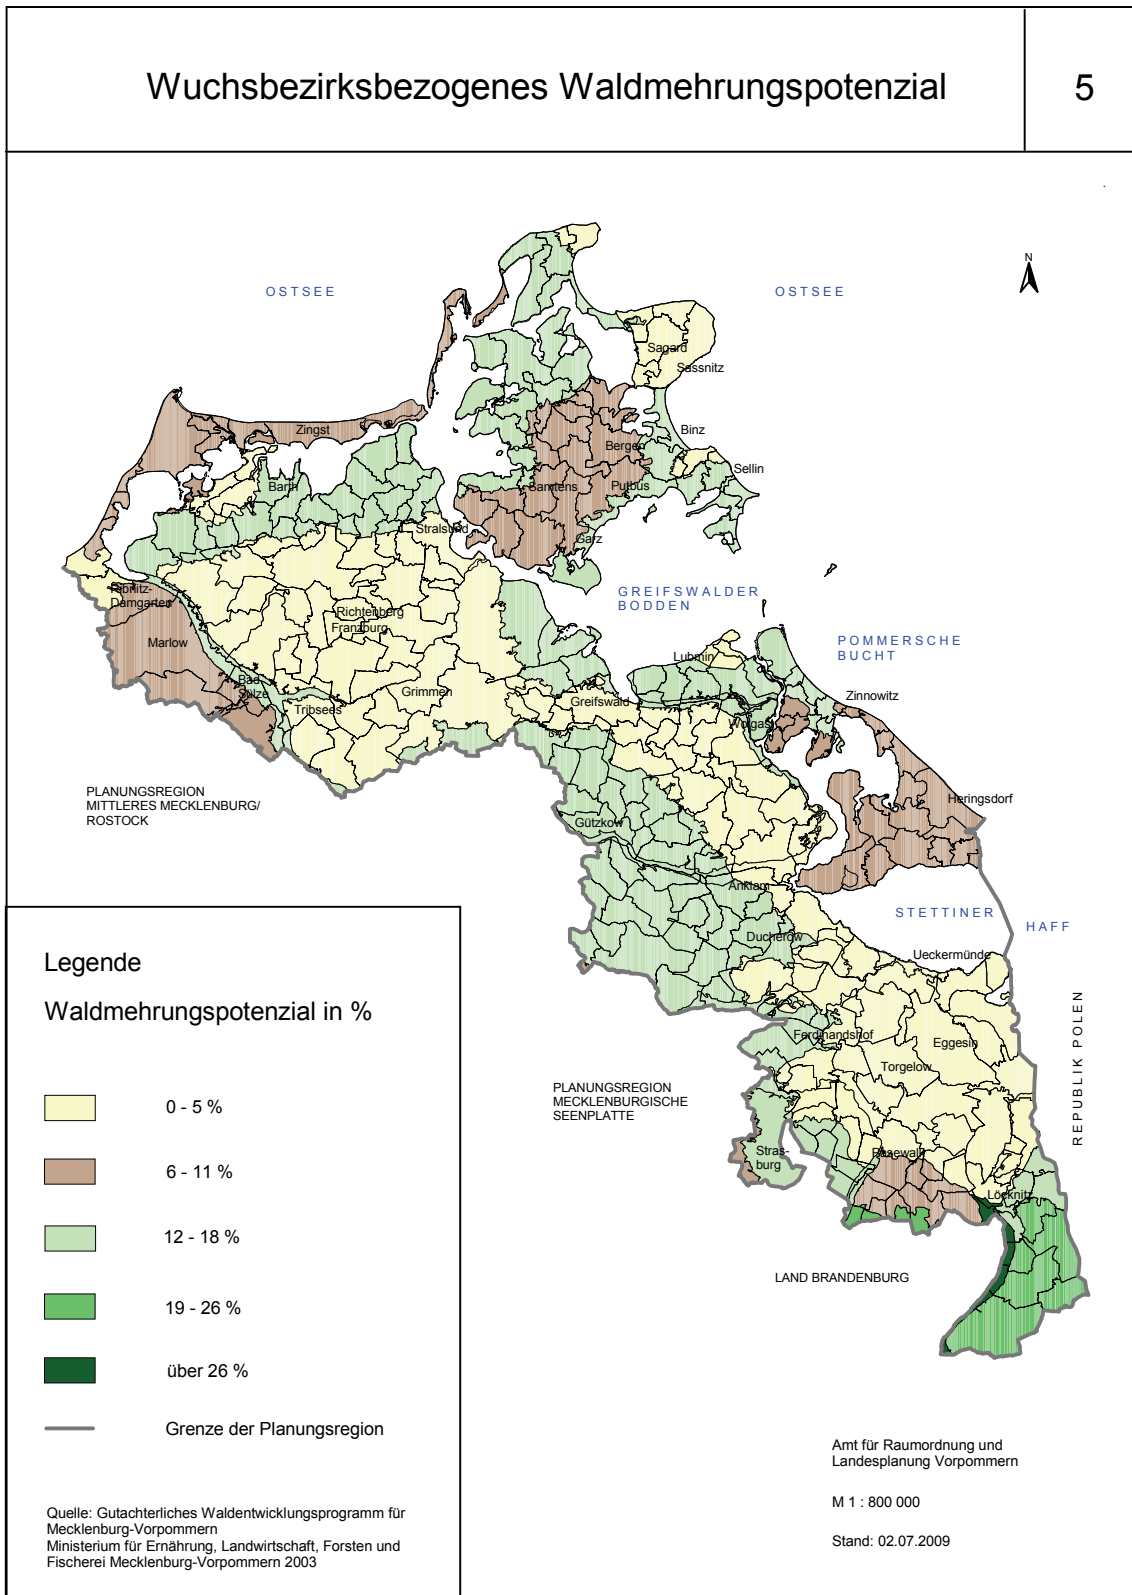 Wuchsbezirksbezogenes Waldmehrungspotenzial
5
N
OSTSEE
OSTSEE
Sagard
Sassnitz
Zingst
Binz
Bergen
Sellin
Barth
Samtens
Putbus
Stralsund
Garz
Ribnitz-
Damgarten
GREIFSWALDER
BODDEN
Richtenberg
Franzburg
Marlow
POMMERSCHE
BUCHT
Lubmin
Bad
Sülze
Grimmen
Zinnowitz
Tribsees
Greifswald
Wolgast
PLANUNGSREGION
MITTLERES MECKLENBURG/
ROSTOCK
Heringsdorf
Gützkow
Anklam
STETTINER
HAFF
Ducherow
Ueckermünde
Ferdinandshof
Eggesin
Torgelow
REPUBLIK POLEN
PLANUNGSREGION
MECKLENBURGISCHE
SEENPLATTE
Stras-
burg
Pasewalk
Löcknitz
LAND BRANDENBURG
Legende
Waldmehrungspotenzial in %
0 - 5 %
6 - 11 %
12 - 18 %
19 - 26 %
über 26 %
Grenze der Planungsregion
Quelle: Gutachterliches Waldentwicklungsprogramm für
Mecklenburg-Vorpommern
Ministerium für Ernährung, Landwirtschaft, Forsten und
Fischerei Mecklenburg-Vorpommern 2003
Amt für Raumordnung und
Landesplanung Vorpommern
M 1 : 800 000
Stand: 02.07.2009